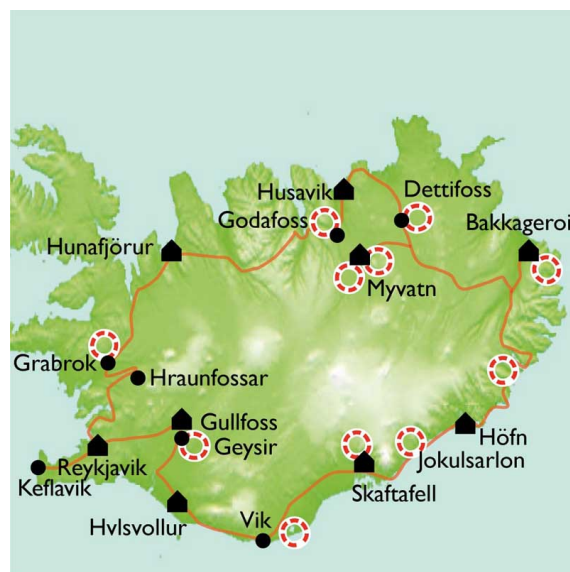 Husavik
Dettifoss
Godafoss
Bakkageroi
Hunafjörur
Myvatn
Grabrok
Hraunfossar
Gullfoss
Geysir
Höfn
Reykjavik
Jokulsarlon
Keflavik
Skaftafell
Hvlsvollur
Vik